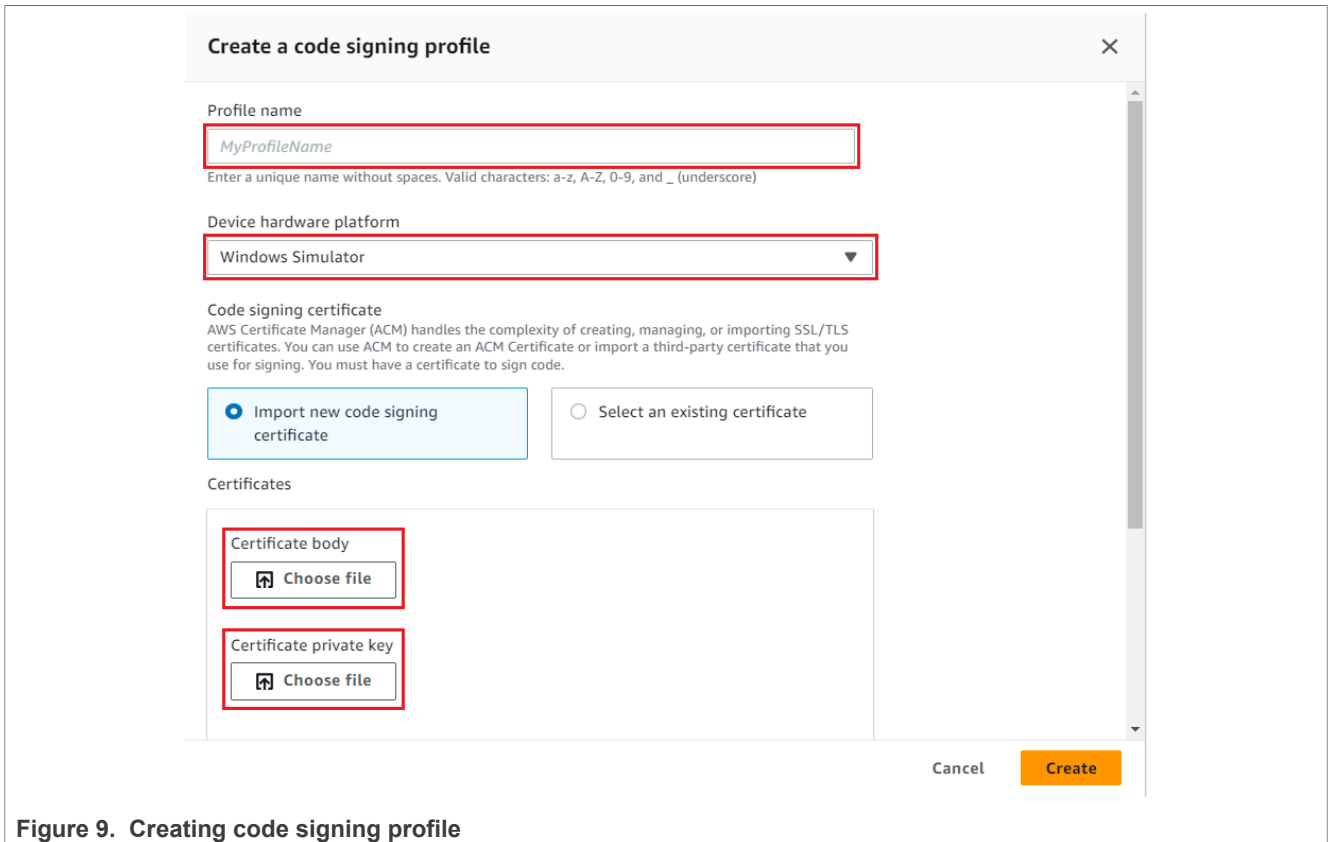 Create a code signing profile
Profile name
MyProfileName
Enter a unique name without spaces. Valid characters: a-z, A-Z, 0-9, and _ (underscore)
Device hardware platform
Windows Simulator
Code signing certificate
AWS Certificate Manager (ACM) handles the complexity of creating, managing, or importing SSL/TLS
certificates. You can use ACM to create an ACM Certificate or import a third-party certificate that you
use for signing. You must have a certificate to sign code.
Import new code signing
certificate
Select an existing certificate
Certificates
Certificate body
Choose file
Certificate private key
Choose file
Cancel
Create
Figure 9. Creating code signing profile